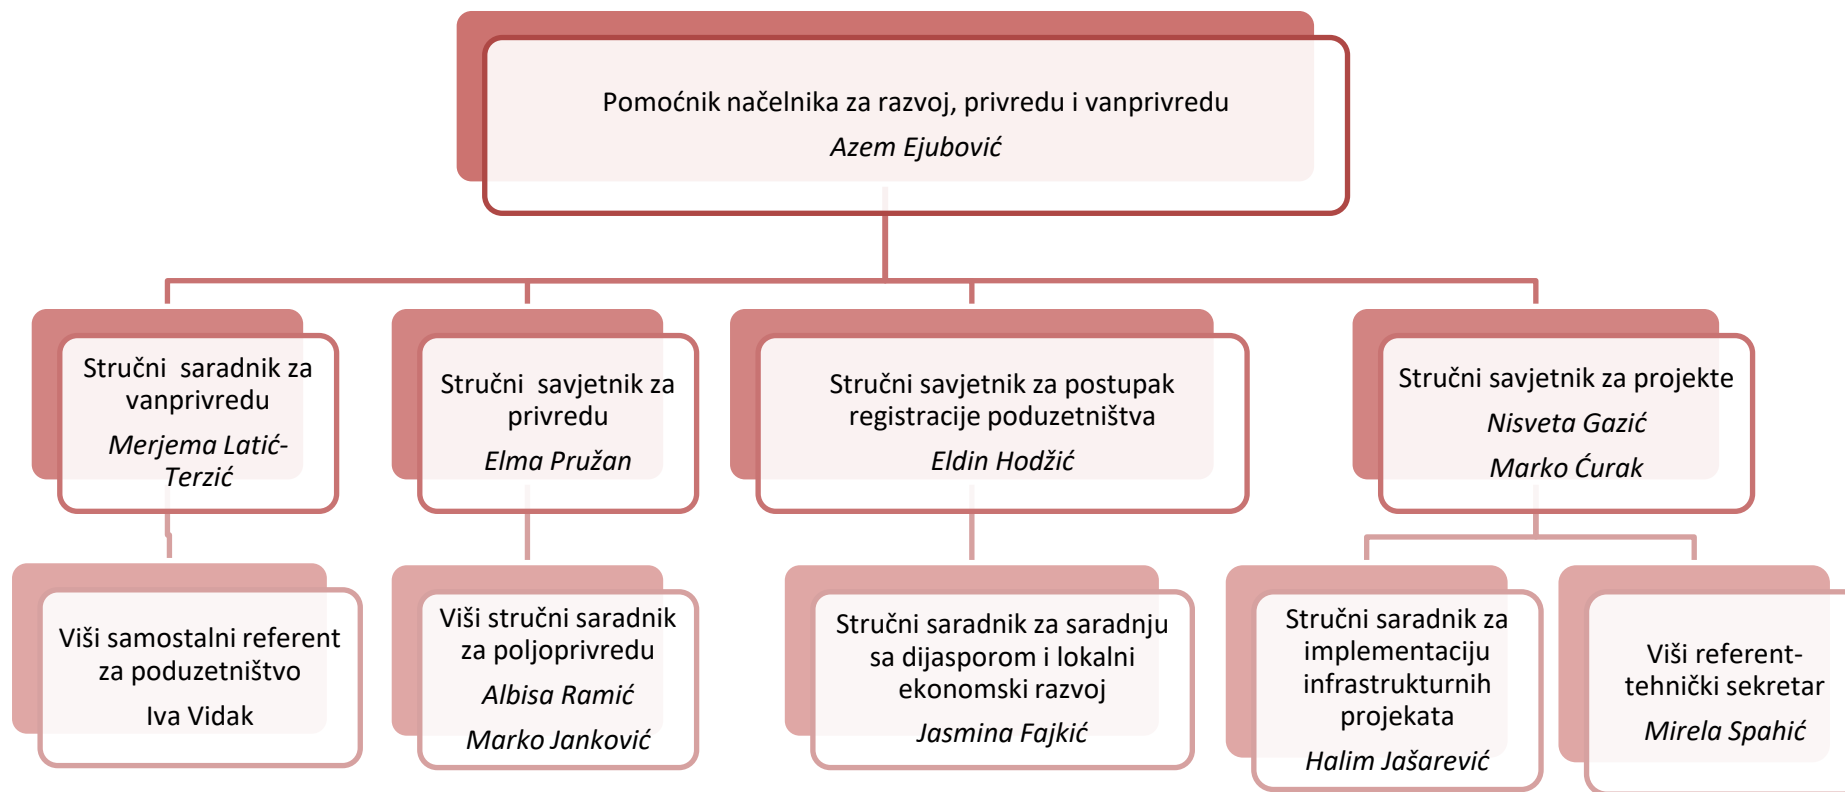 Pomoćnik načelnika za razvoj, privredu i vanprivredu
Azem Ejubović
Stručni  saradnik za
vanprivredu
Merjema Latić-
Terzić
Stručni  savjetnik za
privredu
Elma Pružan
Stručni savjetnik za postupak
registracije poduzetništva
Eldin Hodžić
Stručni savjetnik za projekte
Nisveta Gazić
Marko Ćurak
Viši samostalni referent
za poduzetništvo
Iva Vidak
Viši stručni saradnik
za poljoprivredu
Albisa Ramić
Marko Janković
Stručni saradnik za saradnju
sa dijasporom i lokalni
ekonomski razvoj
Jasmina Fajkić
Stručni saradnik za
implementaciju
infrastrukturnih
projekata
Halim Jašarević
Viši referent-
tehnički sekretar
Mirela Spahić